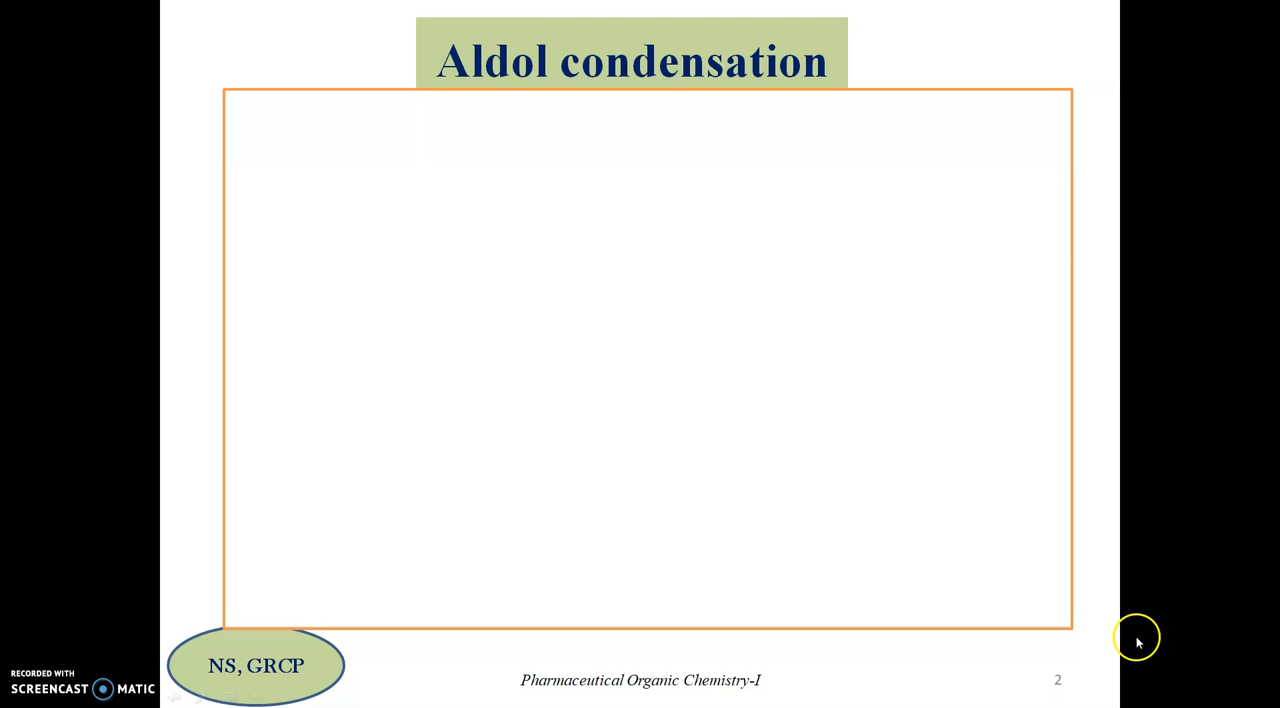 Aldol condensation
NS, GRCP
RECORDED WITH
SCREENCAST MATIC
Pharmaceutical Organic Chemistry-I
2